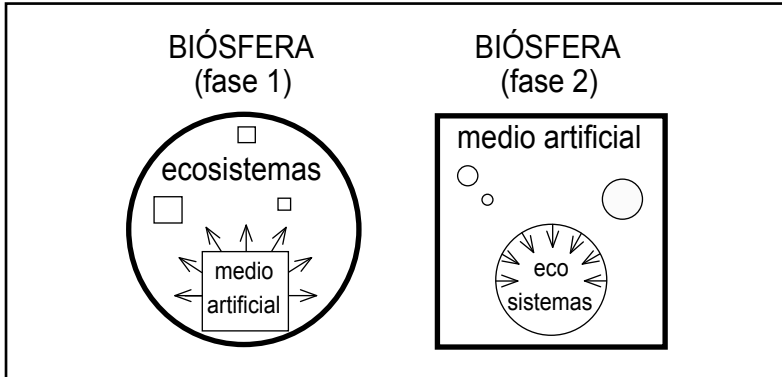 BIÓSFERA
(fase 1)
ecosistemas
medio
artificial
BIÓSFERA
(fase 2)
medio artificial
eco
sistemas